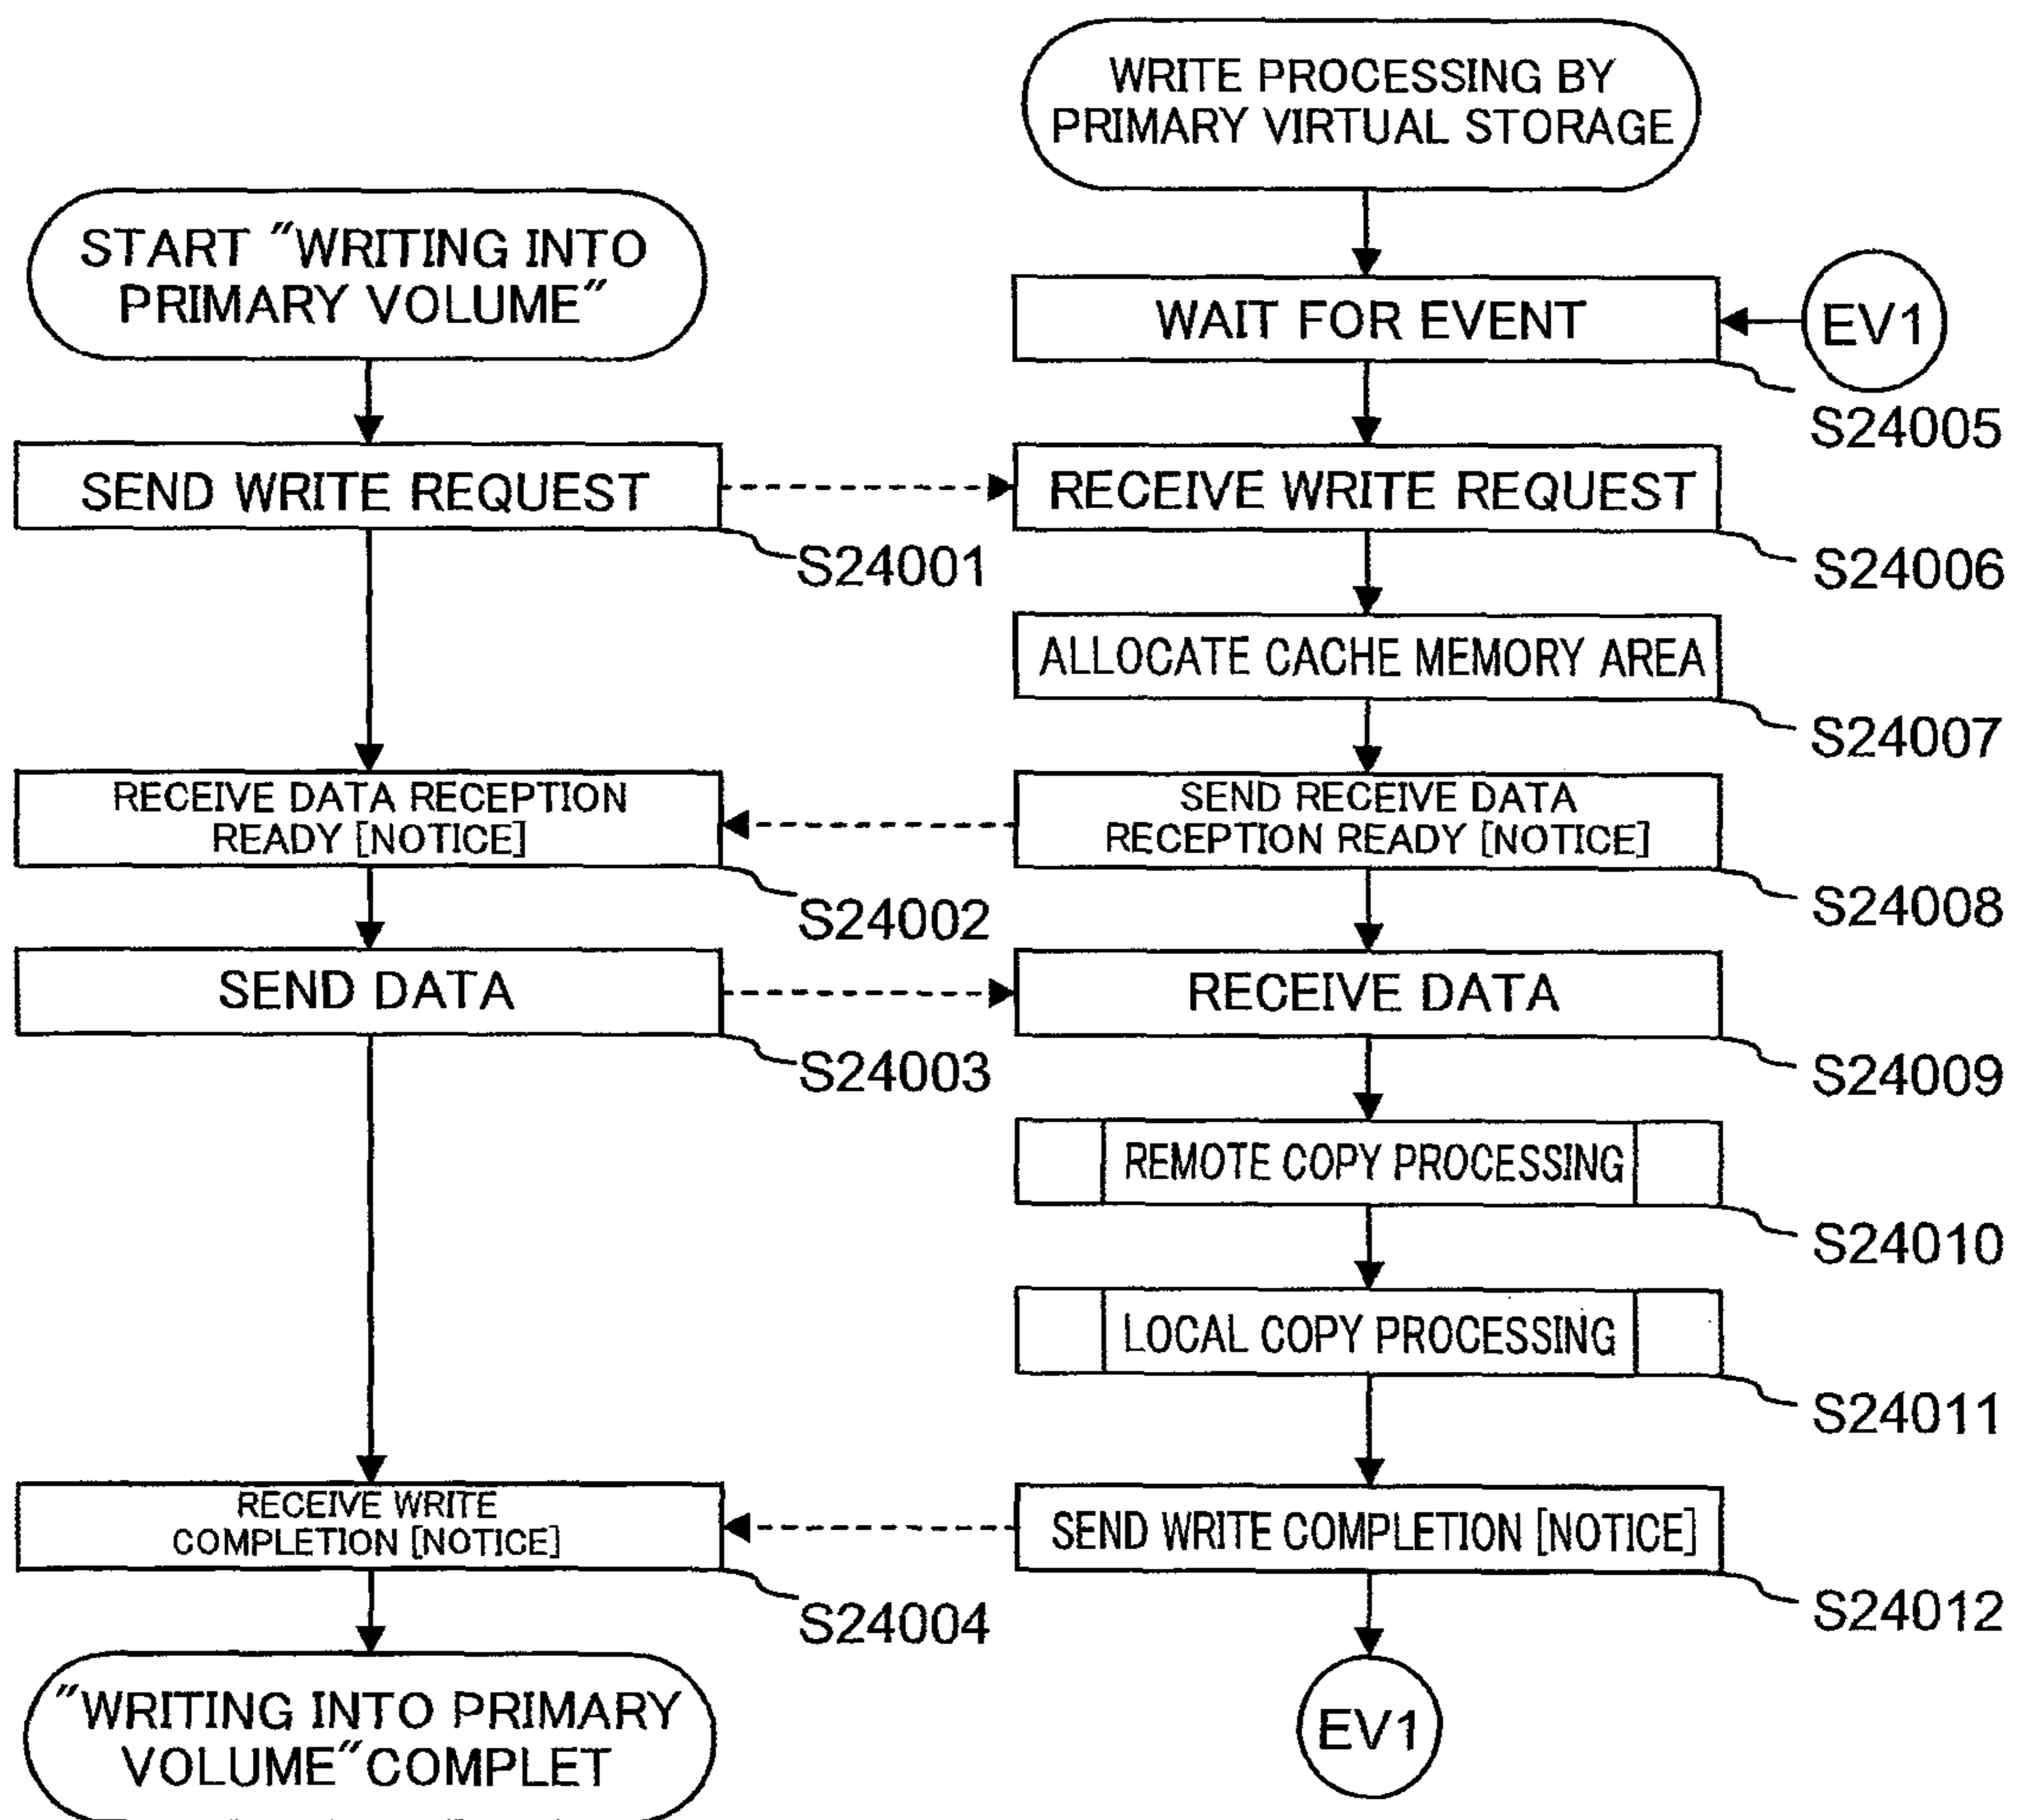 WRITE PROCESSING BY
PRIMARY VIRTUAL STORAGE
START "WRITING INTO
PRIMARY VOLUME"
WAIT FOR EVENT
EV1
S24005
SEND WRITE REQUEST
RECEIVE WRITE REQUEST
S24001
S24006
ALLOCATE CACHE MEMORY AREA
S24007
RECEIVE DATA RECEPTION
READY [NOTICE]
SEND RECEIVE DATA
RECEPTION READY [NOTICE]
S24002
S24008
SEND DATA
RECEIVE DATA
S24003
S24009
REMOTE COPY PROCESSING
S24010
LOCAL COPY PROCESSING
S24011
RECEIVE WRITE
COMPLETION [NOTICE]
SEND WRITE COMPLETION [NOTICE]
S24004
S24012
"WRITING INTO PRIMARY
VOLUME"COMPLET
EV1